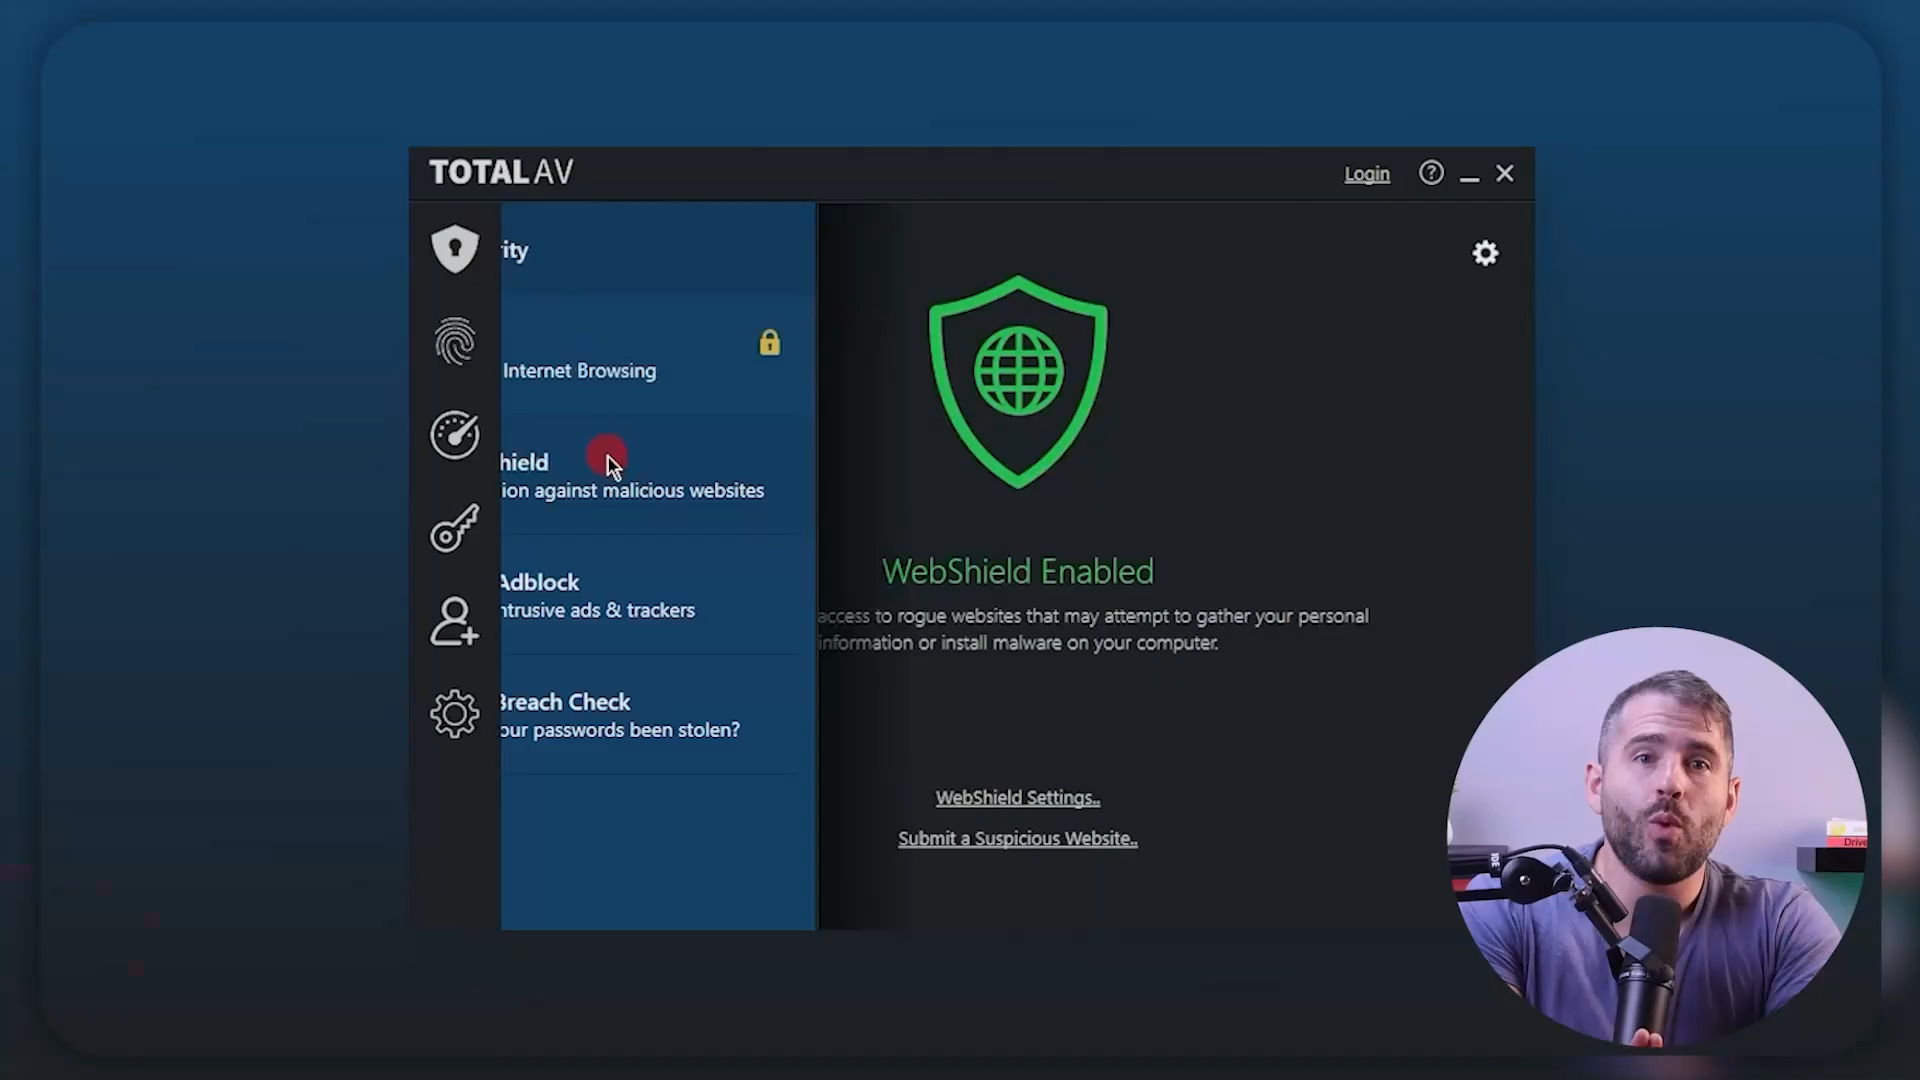 TOTALAV
Login
ity
Internet Browsing
hield
ion against malicious websites
Adblock
ntrusive ads & trackers
Breach Check
our passwords been stolen?
WebShield Enabled
access to rogue websites that may attempt to gather your personal
information or install malware on your computer.
WebShield Settings..
Submit a Suspicious Website..
Drive